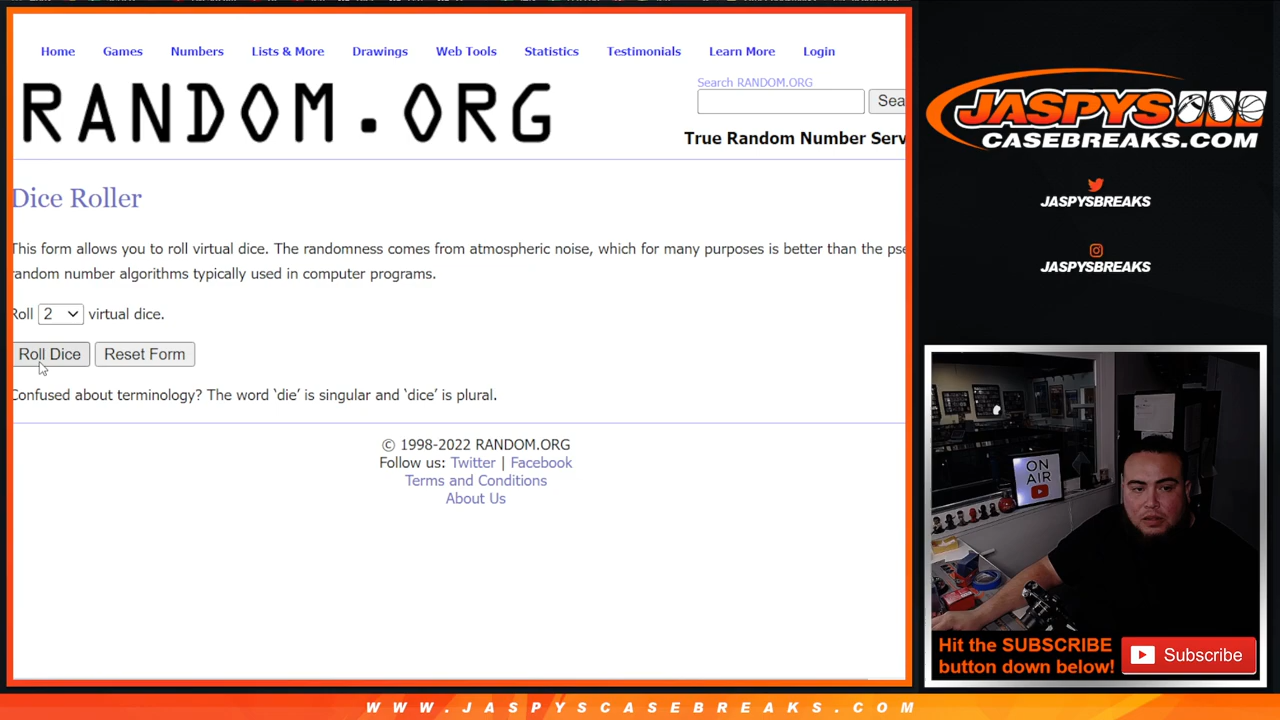 Home Games Numbers Lists & More Drawings Web Tools Statistics Testimonials Learn More Login
RANDOM.ORG
Search RANDOM.ORG
Sea
True Random Number Serv
Dice Roller
This form allows you to roll virtual dice. The randomness comes from atmospheric noise, which for many purposes is better than the pse
random number algorithms typically used in computer programs.
Roll 2 virtual dice.
Roll Dice Reset Form
Confused about terminology? The word ‘die’ is singular and ‘dice’ is plural.
© 1998-2022 RANDOM.ORG
Follow us: Twitter | Facebook
Terms and Conditions
About Us
JASPYS
CASEBREAKS.COM
JASPYSBREAKS
JASPYSBREAKS
ON
AIR
Hit the SUBSCRIBE
button down below!
Subscribe
WWW.JASPYSCASEBREAKS.COM